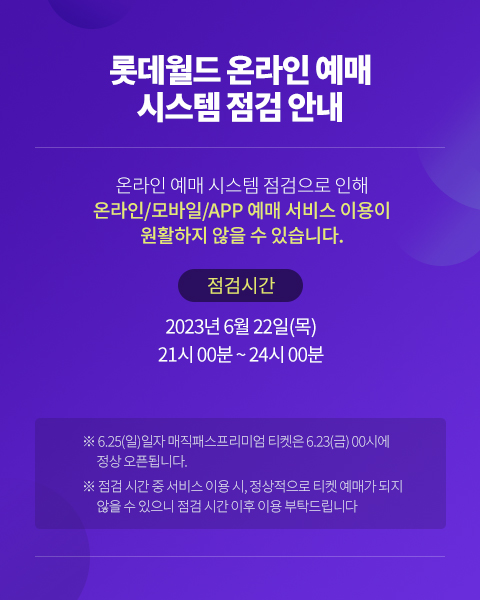 롯데월드 온라인 예매
시스템 점검 안내
온라인 예매 시스템 점검으로 인해
온라인/모바일/APP 예매 서비스 이용이
원활하지 않을 수 있습니다.
점검시간
2023년 6월 22일(목)
21시 00분 ~ 24시 00분
※ 6.25(일)일자 매직패스프리미엄 티켓은 6.23(금) 00시에
정상 오픈됩니다.
※ 점검 시간 중 서비스 이용 시, 정상적으로 티켓 예매가 되지
않을 수 있으니 점검 시간 이후 이용 부탁드립니다